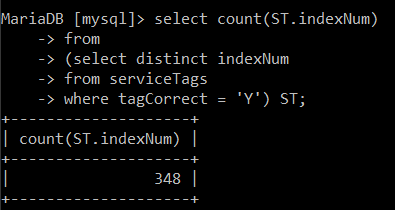 MariaDB [mysql]> select count(ST.indexNum)
    -> from
    -> (select distinct indexNum
    -> from serviceTags
    -> where tagCorrect = 'Y') ST;
+--------------------+
| count(ST.indexNum) |
+--------------------+
|                348 |
+--------------------+